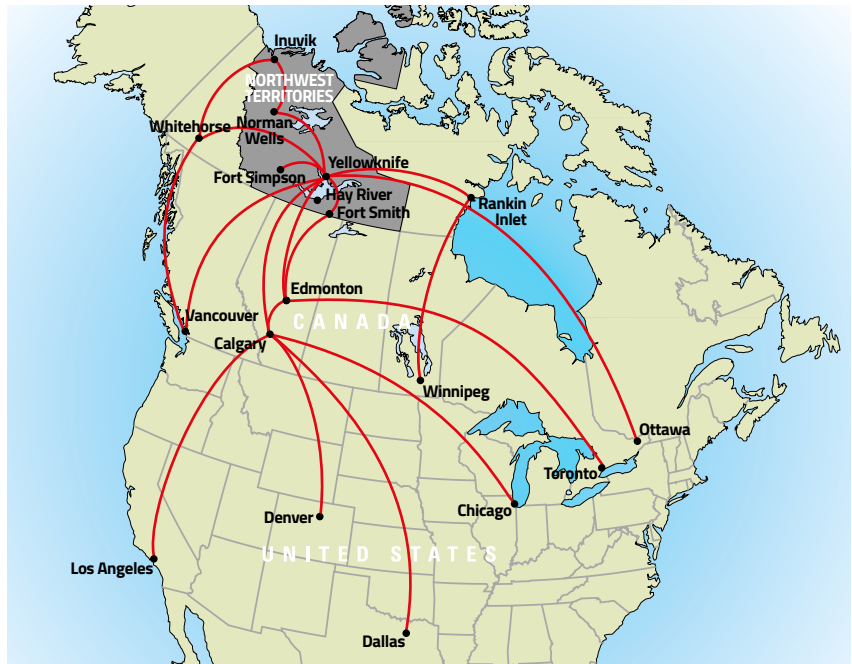 Inuvik
NORTHWEST
TERRITORIES
Whitehorse
Norman
Wells
Yellowknife
Fort Simpson
Hay River
Rankin
Inlet
Fort Smith
Edmonton
Vancouver
CANADA
Calgary
Winnipeg
Ottawa
Toronto
Chicago
Denver
UNITED STATES
Los Angeles
Dallas